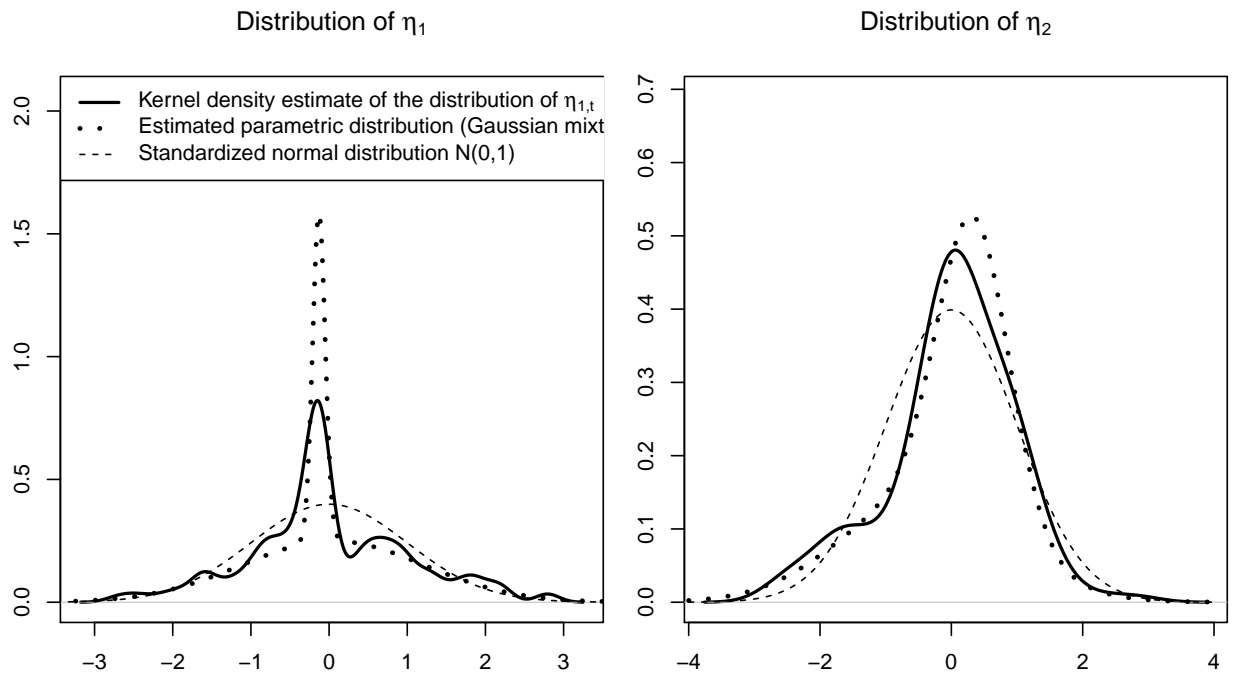 Distribution of η1
Distribution of η2
Kernel density estimate of the distribution of η1,t
Estimated parametric distribution (Gaussian mixt
Standardized normal distribution N(0,1)
2.0
1.5
1.0
0.5
0.0
−3 −2 −1 0 1 2 3
0.7
0.6
0.5
0.4
0.3
0.2
0.1
0.0
−4 −2 0 2 4